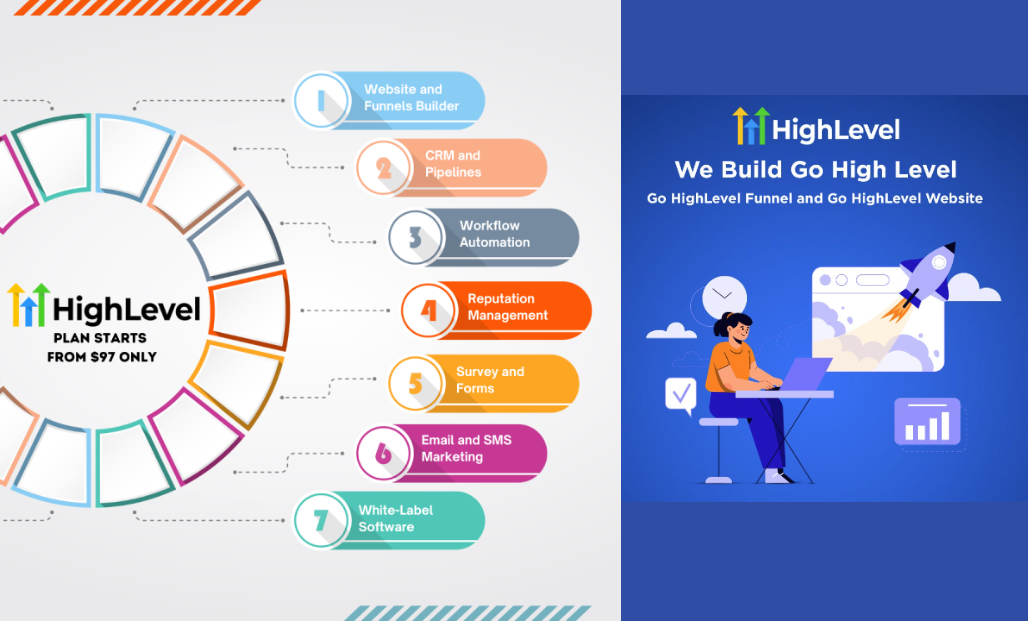 1
Website and
Funnels Builder
2
CRM and
Pipelines
3
Workflow
Automation
4
Reputation
Management
5
Survey and
Forms
6
Email and SMS
Marketing
7
White-Label
Software
HighLevel
PLAN STARTS
FROM $97 ONLY
HighLevel
We Build Go High Level
Go HighLevel Funnel and Go HighLevel Website